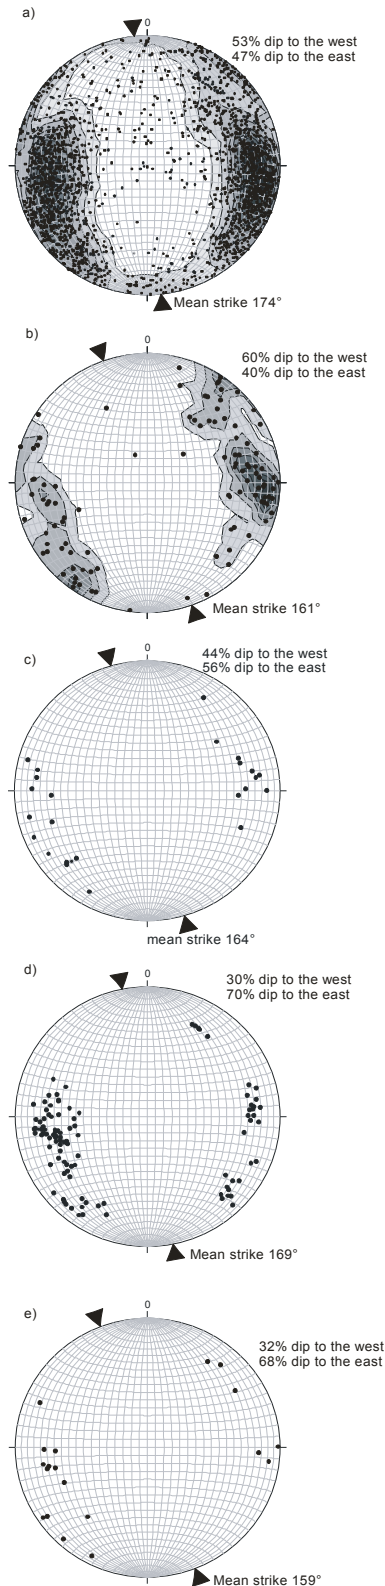 a)
0
53% dip to the west
47% dip to the east
Mean strike 174°
b)
0
60% dip to the west
40% dip to the east
Mean strike 161°
c)
0
44% dip to the west
56% dip to the east
mean strike 164°
d)
0
30% dip to the west
70% dip to the east
Mean strike 169°
e)
0
32% dip to the west
68% dip to the east
Mean strike 159°